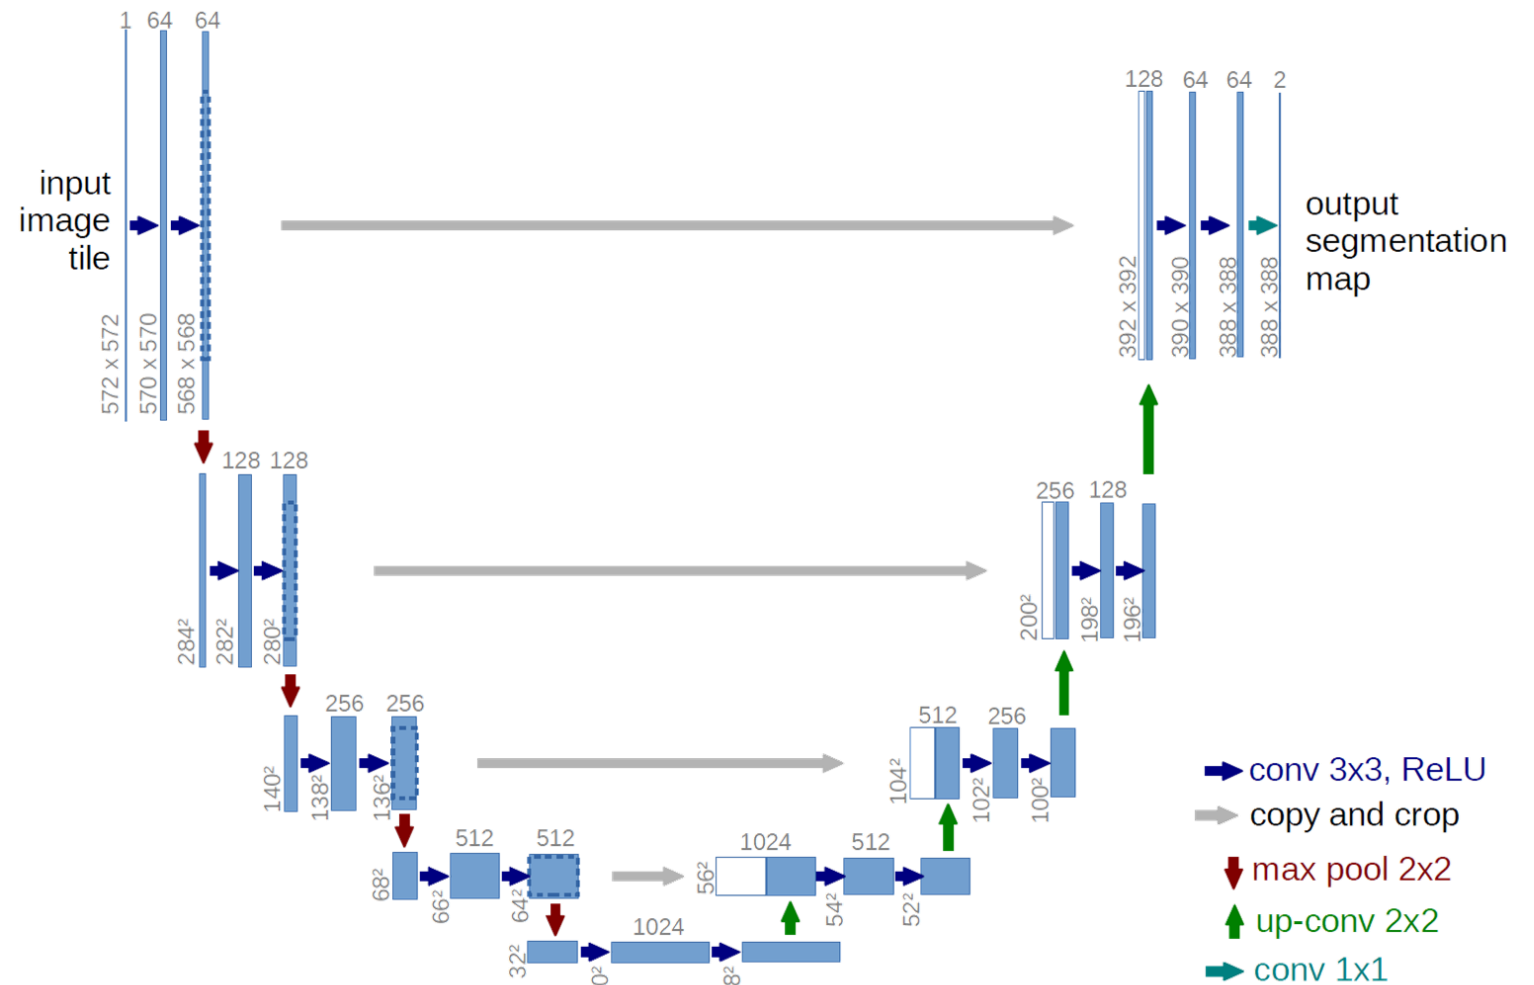 1 64 64
input
image
tile
572 x 572
570 x 570
568 x 568
128 64 64 2
392 x 392
390 x 390
388 x 388
388 x 388
output
segmentation
map
128 128
284²
282²
280²
256 128
200²
198²
196²
256 256
140²
138²
136²
512 256
104²
102²
100²
512 512
68²
66²
64²
1024 512
56²
54²
52²
1024
32²
0²
8²
conv 3x3, ReLU
copy and crop
max pool 2x2
up-conv 2x2
conv 1x1